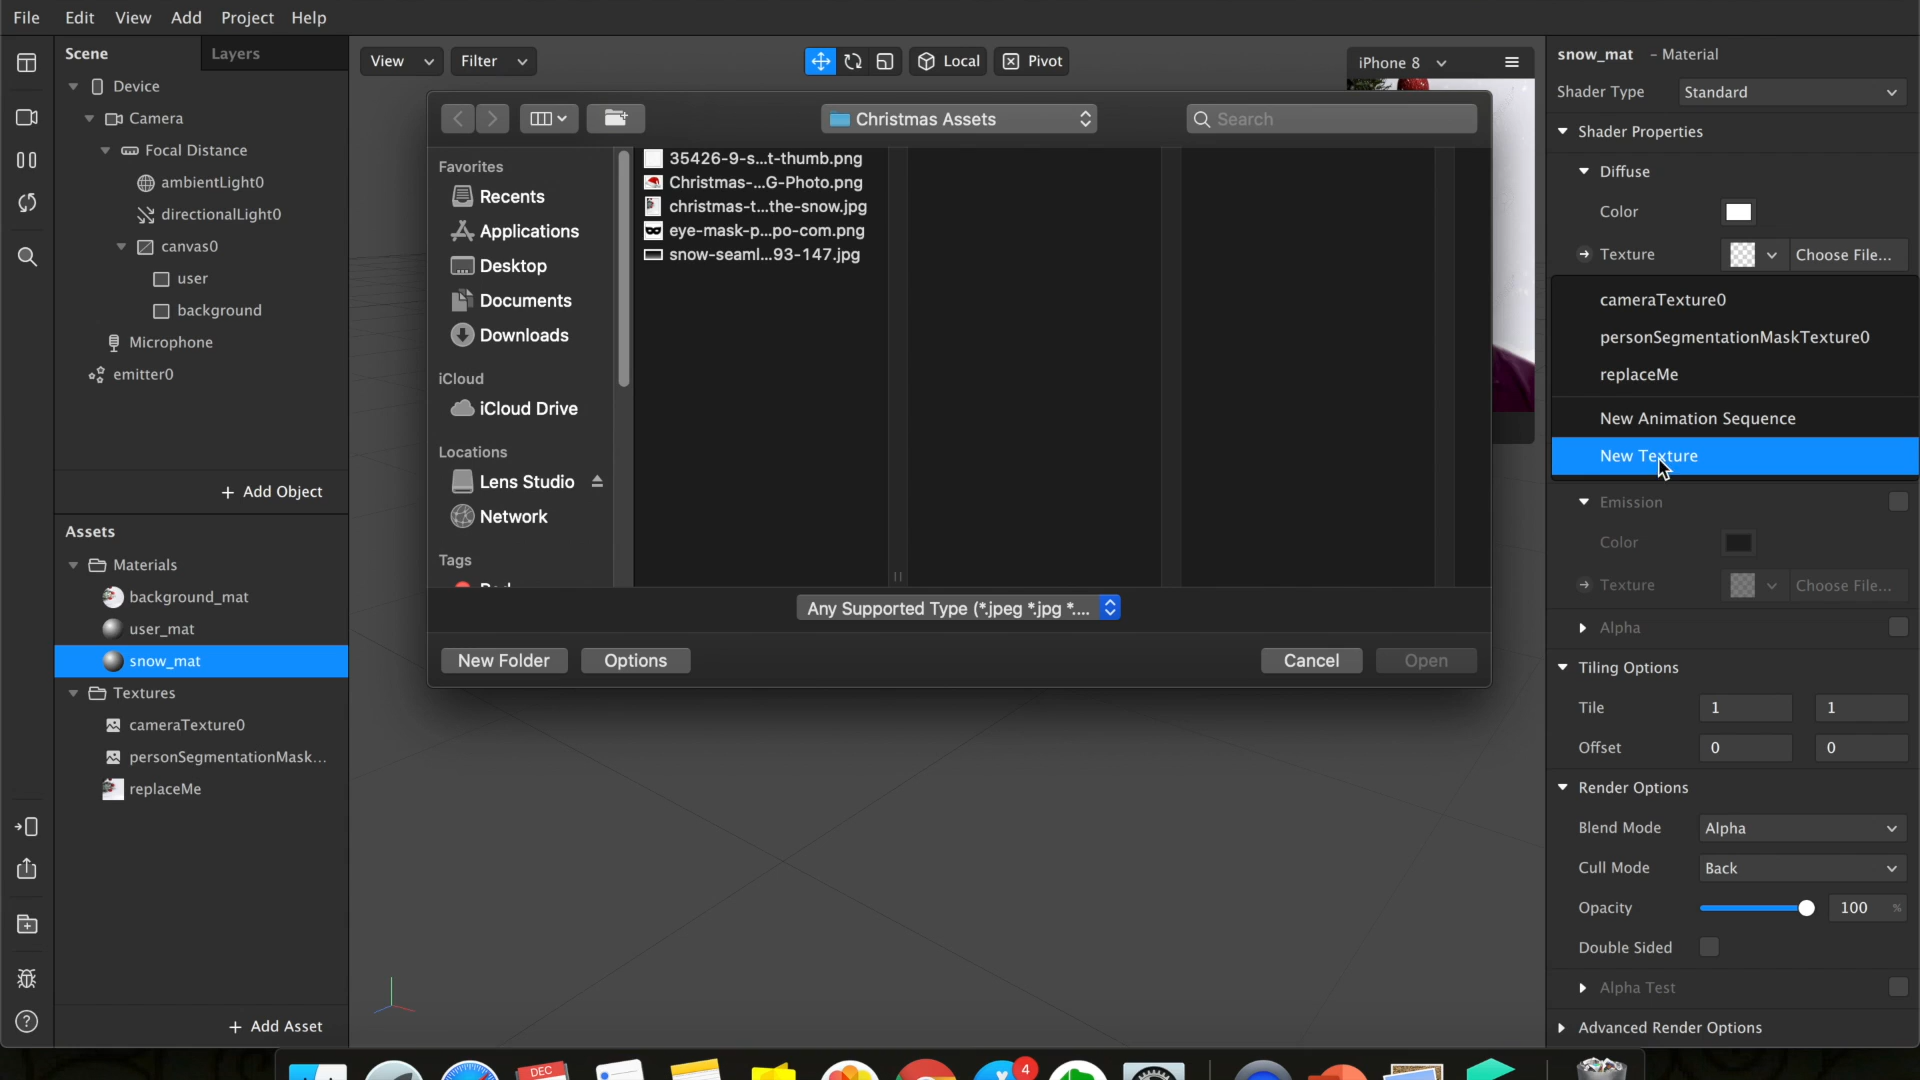 File Edit View Add Project Help
Scene
Layers
Device
Camera
Focal Distance
ambientLight0
directionalLight0
canvas0
user
background
Microphone
emitter0
+ Add Object
Assets
Materials
background_mat
user_mat
snow_mat
Textures
cameraTexture0
personSegmentationMask...
replaceMe
+ Add Asset
View
Filter
Local
Pivot
iPhone 8
Christmas Assets
Search
Favorites
Recents
Applications
Desktop
Documents
Downloads
iCloud
iCloud Drive
Locations
Lens Studio
Network
Tags
35426-9-s...t-thumb.png
Christmas-...G-Photo.png
christmas-t...the-snow.jpg
eye-mask-p...po-com.png
snow-seaml...93-147.jpg
Any Supported Type (*.jpeg *.jpg *....
New Folder
Options
Cancel
Open
snow_mat - Material
Shader Type Standard
Shader Properties
Diffuse
Color
Texture Choose File...
cameraTexture0
personSegmentationMaskTexture0
replaceMe
New Animation Sequence
New Texture
Emission
Color
Texture Choose File...
Alpha
Tiling Options
Tile 1 1
Offset 0 0
Render Options
Blend Mode Alpha
Cull Mode Back
Opacity 100 %
Double Sided
Alpha Test
Advanced Render Options
DEC
4